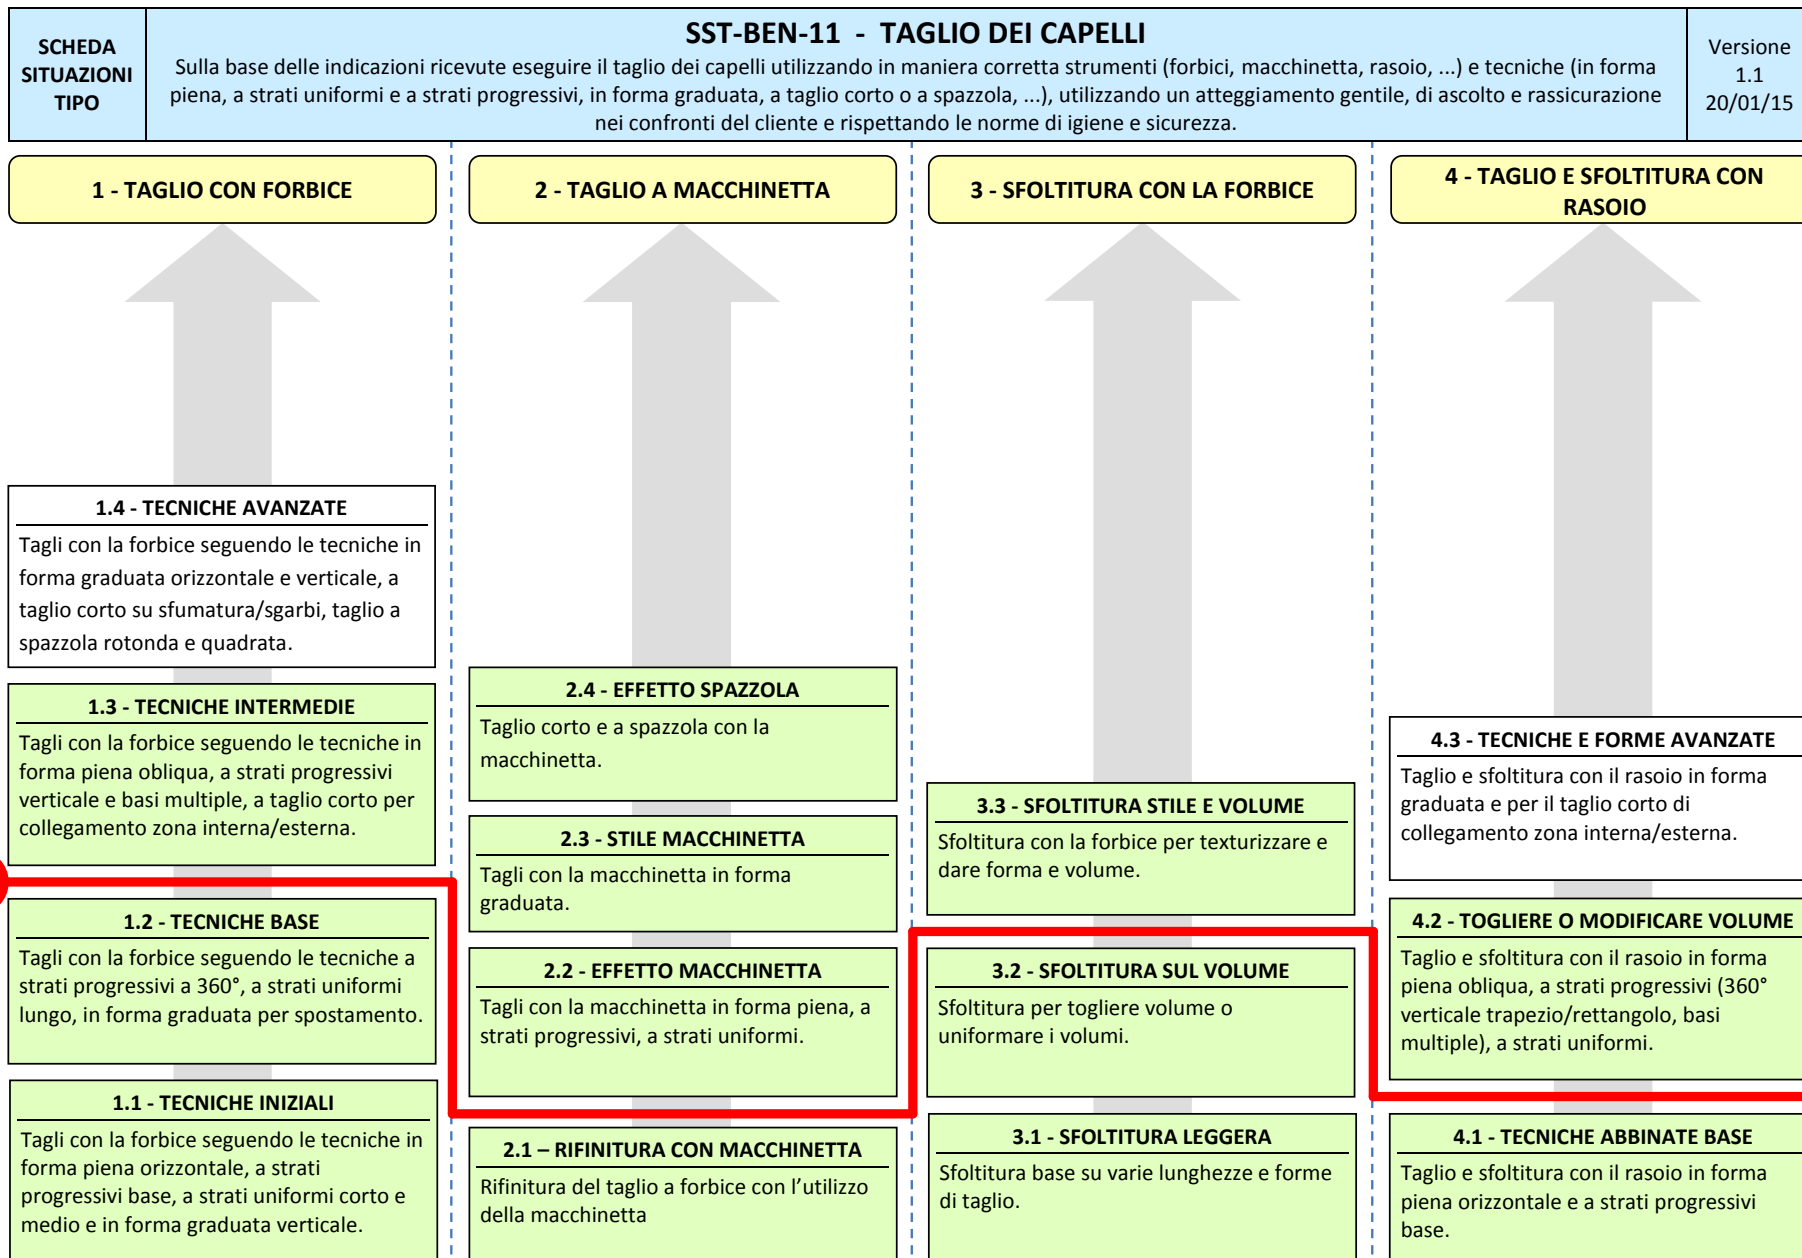 SCHEDA
SITUAZIONI
TIPO
SST-BEN-11 - TAGLIO DEI CAPELLI
Sulla base delle indicazioni ricevute eseguire il taglio dei capelli utilizzando in maniera corretta strumenti (forbici, macchinetta, rasoio, ...) e tecniche (in forma
piena, a strati uniformi e a strati progressivi, in forma graduata, a taglio corto o a spazzola, ...), utilizzando un atteggiamento gentile, di ascolto e rassicurazione
nei confronti del cliente e rispettando le norme di igiene e sicurezza.
Versione
1.1
20/01/15
1 - TAGLIO CON FORBICE
2 - TAGLIO A MACCHINETTA
3 - SFOLTITURA CON LA FORBICE
4 - TAGLIO E SFOLTITURA CON
RASOIO
1.4 - TECNICHE AVANZATE
Tagli con la forbice seguendo le tecniche in
forma graduata orizzontale e verticale, a
taglio corto su sfumatura/sgarbi, taglio a
spazzola rotonda e quadrata.
1.3 - TECNICHE INTERMEDIE
Tagli con la forbice seguendo le tecniche in
forma piena obliqua, a strati progressivi
verticale e basi multiple, a taglio corto per
collegamento zona interna/esterna.
1.2 - TECNICHE BASE
Tagli con la forbice seguendo le tecniche a
strati progressivi a 360°, a strati uniformi
lungo, in forma graduata per spostamento.
1.1 - TECNICHE INIZIALI
Tagli con la forbice seguendo le tecniche in
forma piena orizzontale, a strati
progressivi base, a strati uniformi corto e
medio e in forma graduata verticale.
2.4 - EFFETTO SPAZZOLA
Taglio corto e a spazzola con la
macchinetta.
2.3 - STILE MACCHINETTA
Tagli con la macchinetta in forma
graduata.
2.2 - EFFETTO MACCHINETTA
Tagli con la macchinetta in forma piena, a
strati progressivi, a strati uniformi.
2.1 – RIFINITURA CON MACCHINETTA
Rifinitura del taglio a forbice con l’utilizzo
della macchinetta
3.3 - SFOLTITURA STILE E VOLUME
Sfoltitura con la forbice per texturizzare e
dare forma e volume.
3.2 - SFOLTITURA SUL VOLUME
Sfoltitura per togliere volume o
uniformare i volumi.
3.1 - SFOLTITURA LEGGERA
Sfoltitura base su varie lunghezze e forme
di taglio.
4.3 - TECNICHE E FORME AVANZATE
Taglio e sfoltitura con il rasoio in forma
graduata e per il taglio corto di
collegamento zona interna/esterna.
4.2 - TOGLIERE O MODIFICARE VOLUME
Taglio e sfoltitura con il rasoio in forma
piena obliqua, a strati progressivi (360°
verticale trapezio/rettangolo, basi
multiple), a strati uniformi.
4.1 - TECNICHE ABBINATE BASE
Taglio e sfoltitura con il rasoio in forma
piena orizzontale e a strati progressivi
base.